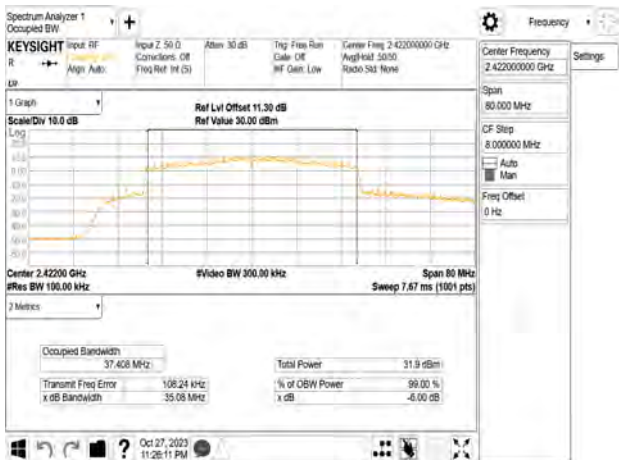 Spectrum Analyzer 1
Occupied BW
Frequency
KEYSIGHT
R
Input: RF
Align: Auto
Input Z: 50 Ω
Corrections: Off
Freq Ref: Int (S)
Atten: 30 dB
Trig: Free Run
Gate: Off
#IF Gain: Low
Center Freq: 2.422000000 GHz
Avg|Hold: 50/50
Radio Std: None
Center Frequency
2.422000000 GHz
Settings
Span
80.000 MHz
CF Step
8.000000 MHz
Auto
Man
Freq Offset
0 Hz
1 Graph
Scale/Div 10.0 dB
Ref Lvl Offset 11.30 dB
Ref Value 30.00 dBm
Log
Center 2.42200 GHz
#Res BW 100.00 kHz
#Video BW 300.00 kHz
Span 80 MHz
Sweep 7.67 ms (1001 pts)
2 Metrics
Occupied Bandwidth
37.408 MHz
Total Power
31.9 dBm
Transmit Freq Error
108.24 kHz
% of OBW Power
99.00 %
x dB Bandwidth
35.08 MHz
x dB
-6.00 dB
?
Oct 27, 2023
11:26:11 PM